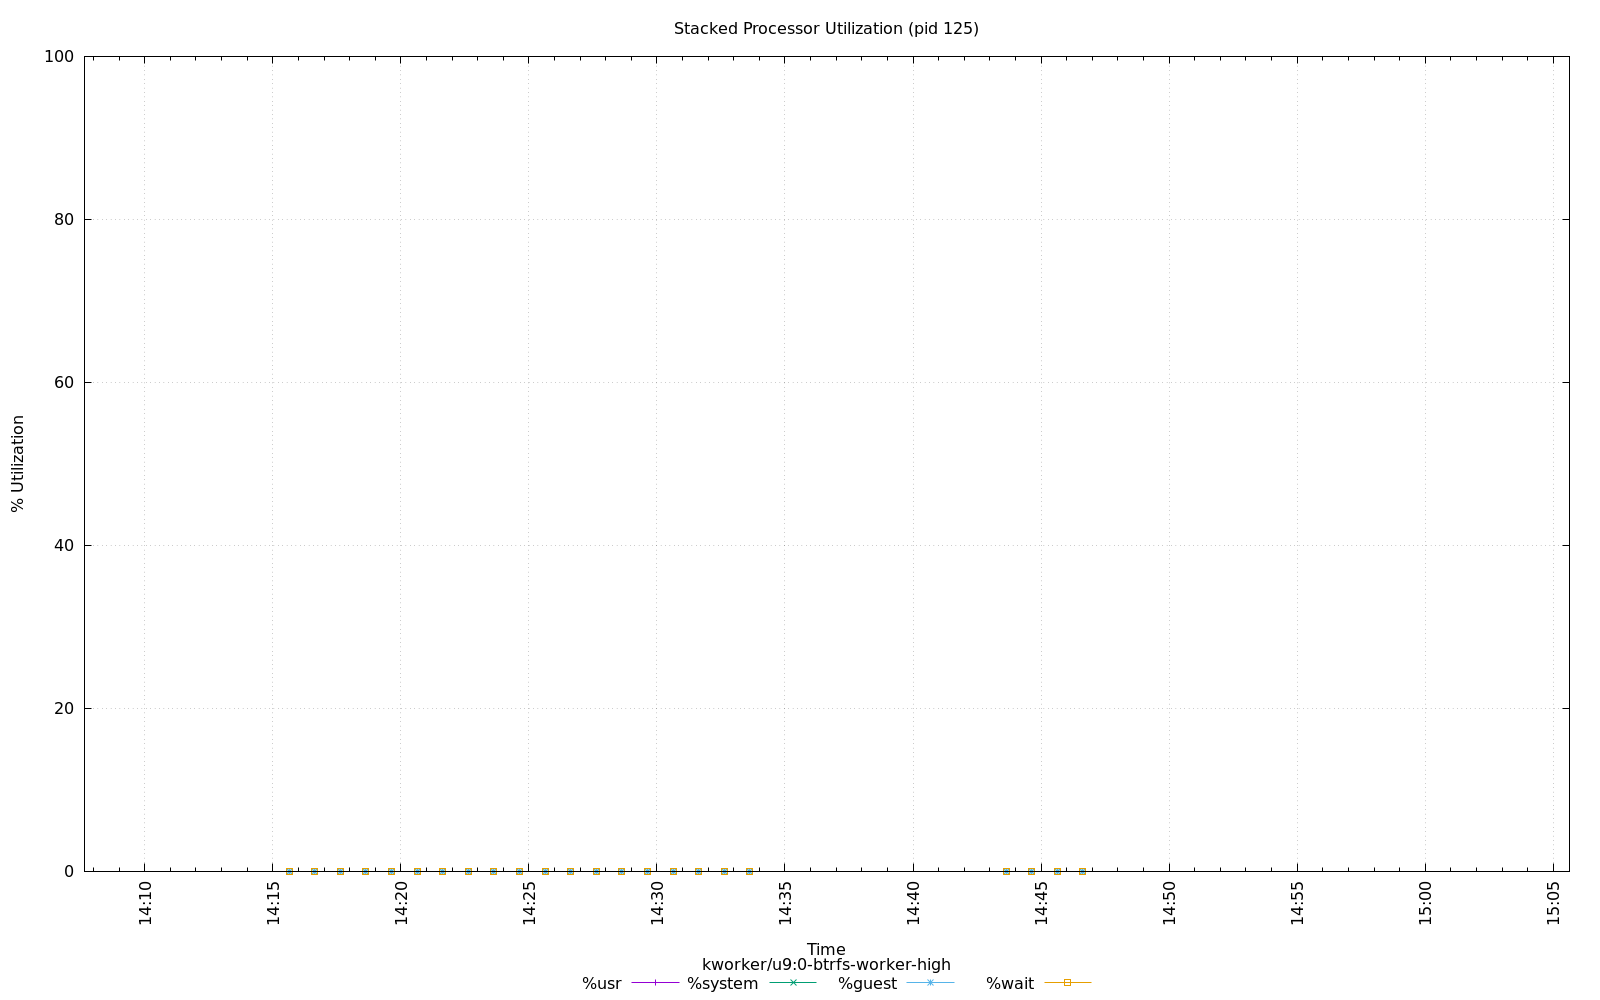 Stacked Processor Utilization (pid 125)
100
80
60
40
20
0
% Utilization
14:10 14:15 14:20 14:25 14:30 14:35 14:40 14:45 14:50 14:55 15:00 15:05
Time
kworker/u9:0-btrfs-worker-high
%usr %system %guest %wait